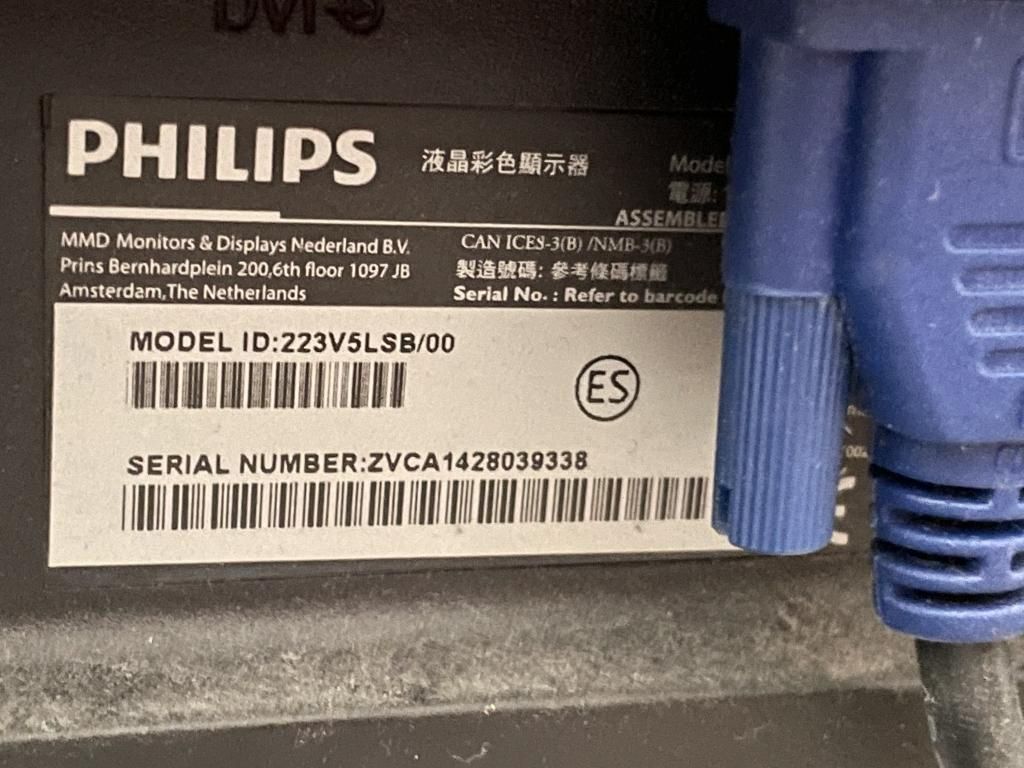 PHILIPS
液晶彩色顯示器
Model
電源:
ASSEMBLED
MMD Monitors & Displays Nederland B.V.
Prins Bernhardplein 200,6th floor 1097 JB
Amsterdam,The Netherlands
CAN ICES-3(B) /NMB-3(B)
製造號碼: 參考條碼標籤
Serial No. : Refer to barcode
MODEL ID:223V5LSB/00
ES
SERIAL NUMBER:ZVCA1428039338